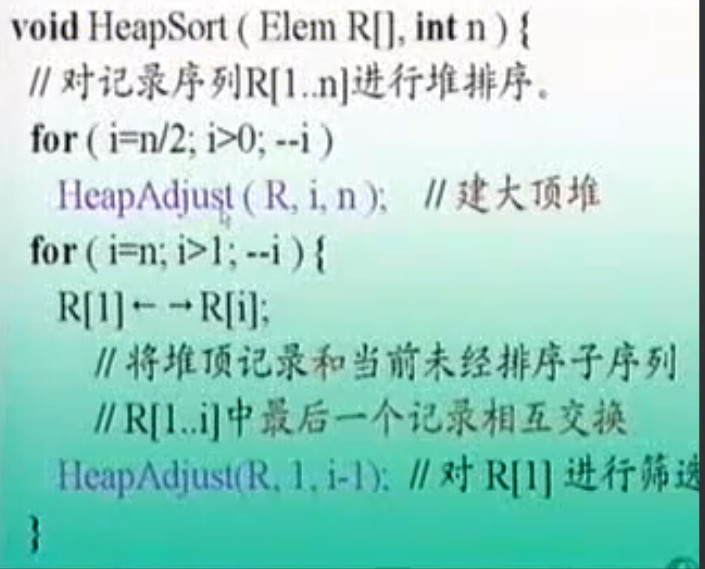 void HeapSort ( Elem R[], int n ) {
// 对记录序列R[1..n]进行堆排序。
for ( i=n/2; i>0; --i )
HeapAdjust ( R, i, n ); // 建大顶堆
for ( i=n; i>1; --i ) {
R[1]←→R[i];
// 将堆顶记录和当前未经排序子序列
// R[1..i]中最后一个记录相互交换
HeapAdjust(R, 1, i-1); // 对 R[1] 进行筛选
}